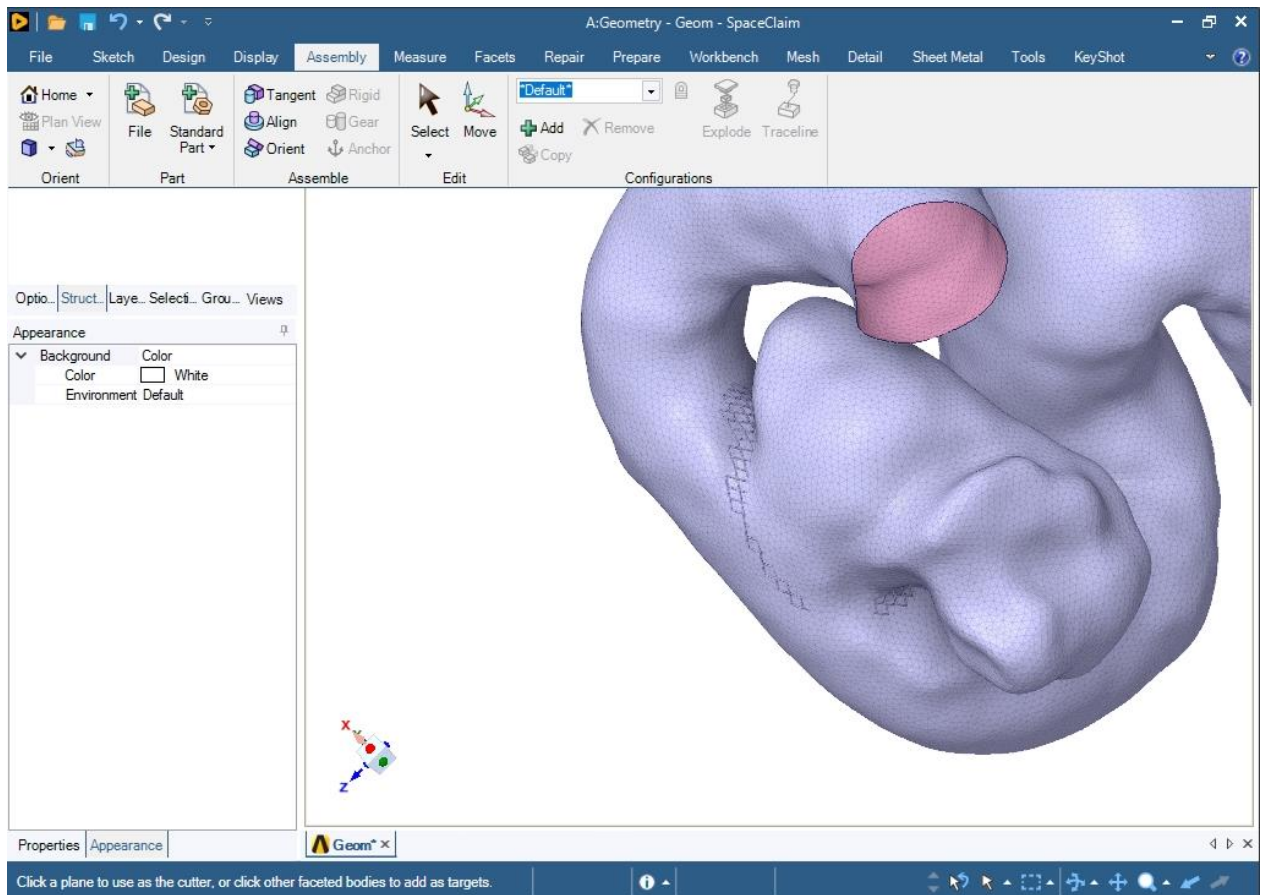 A:Geometry - Geom - SpaceClaim
File Sketch Design Display Assembly Measure Facets Repair Prepare Workbench Mesh Detail Sheet Metal Tools KeyShot
Home Tangent Rigid *Default*
Plan View File Standard Part Align Gear Select Move Add Remove Explode Traceline
Orient Anchor Copy
Orient Part Assemble Edit Configurations
Optio... Struct... Laye... Selecti... Grou... Views
Appearance
Background Color
Color White
Environment Default
X
Z
Properties Appearance Geom*
Click a plane to use as the cutter, or click other faceted bodies to add as targets.